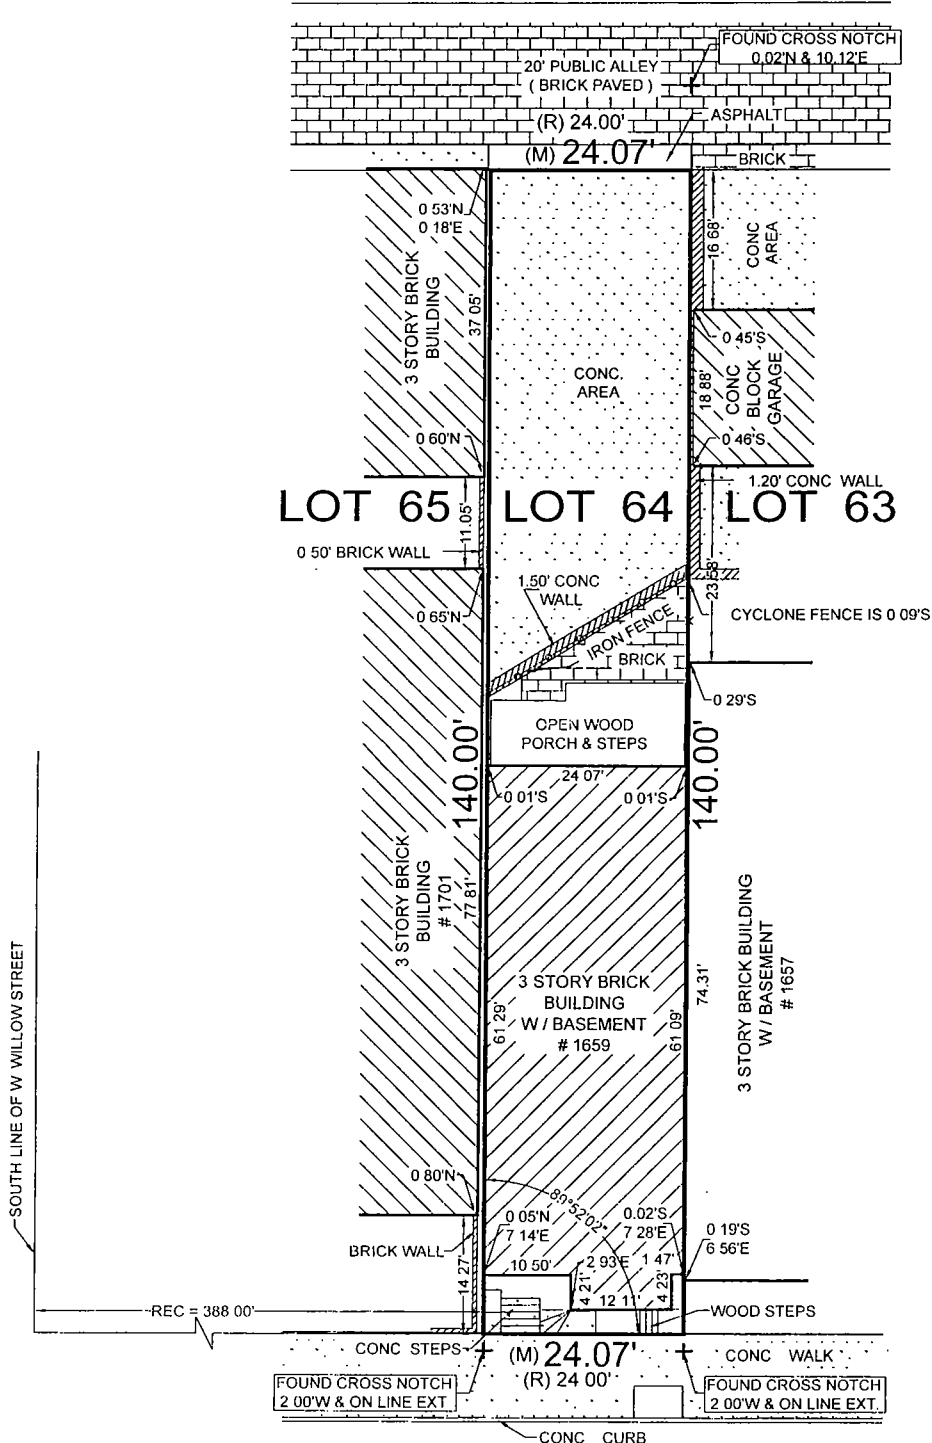 FOUND CROSS NOTCH
0.02'N & 10.12'E
20' PUBLIC ALLEY
( BRICK PAVED )
(R) 24.00'
ASPHALT
(M) 24.07'
BRICK
0 53'N
0 18'E
16 68'
CONC
AREA
3 STORY BRICK
BUILDING
37 05'
0 45'S
CONC.
AREA
18 88'
CONC
BLOCK
GARAGE
0 60'N
0 46'S
1.20' CONC WALL
LOT 65
LOT 64
LOT 63
11.05'
0 50' BRICK WALL
23.58'
1.50' CONC
WALL
0 65'N
IRON FENCE
CYCLONE FENCE IS 0 09'S
BRICK
0 29'S
OPEN WOOD
PORCH & STEPS
140.00'
140.00'
24 07'
0 01'S
0 01'S
3 STORY BRICK
BUILDING
# 1701
77 81'
3 STORY BRICK BUILDING
W / BASEMENT
# 1657
74.31'
SOUTH LINE OF W WILLOW STREET
3 STORY BRICK
BUILDING
W / BASEMENT
# 1659
61 29'
61 09'
0 80'N
89°52'02"
0 05'N
7 14'E
0.02'S
7 28'E
0 19'S
6 56'E
BRICK WALL
14 27'
10 50'
2 93'E
1 47'
4 21'
4 23'
12 11'
REC = 388 00'
WOOD STEPS
CONC STEPS
(M) 24.07'
(R) 24 00'
CONC WALK
FOUND CROSS NOTCH
2 00'W & ON LINE EXT.
FOUND CROSS NOTCH
2 00'W & ON LINE EXT.
CONC CURB